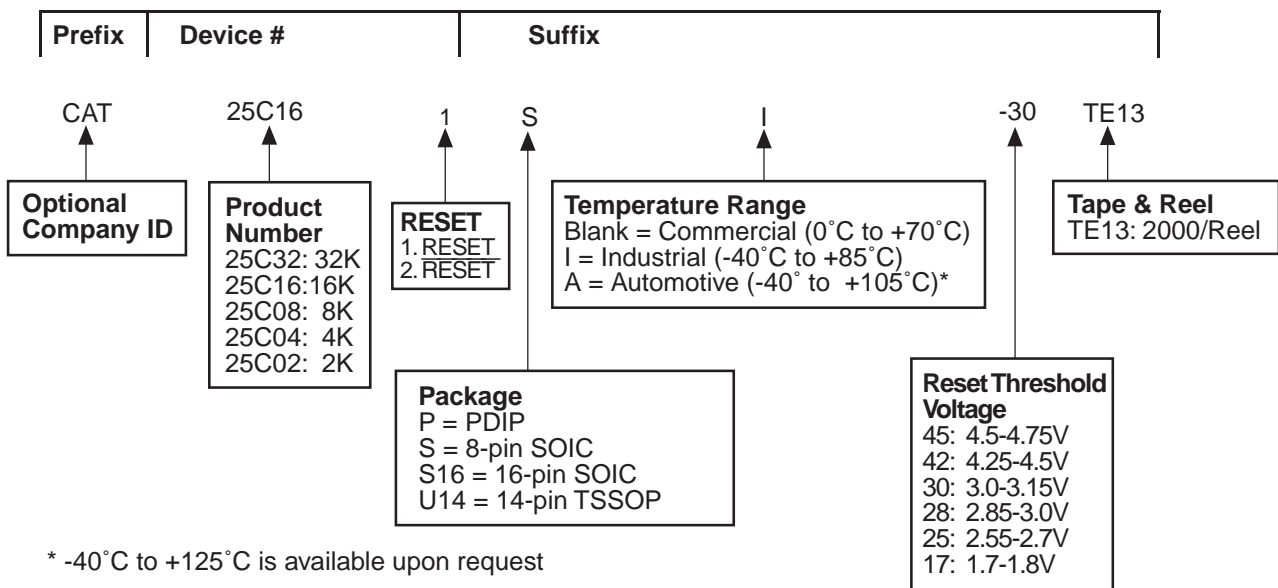 Prefix Device # Suffix
CAT 25C16 1 S I -30 TE13
Optional
Company ID
Product
Number
25C32: 32K
25C16:16K
25C08: 8K
25C04: 4K
25C02: 2K
RESET
1. RESET
2. RESET
Temperature Range
Blank = Commercial (0˚C to +70˚C)
I = Industrial (-40˚C to +85˚C)
A = Automotive (-40˚ to +105˚C)*
Tape & Reel
TE13: 2000/Reel
Package
P = PDIP
S = 8-pin SOIC
S16 = 16-pin SOIC
U14 = 14-pin TSSOP
Reset Threshold
Voltage
45: 4.5-4.75V
42: 4.25-4.5V
30: 3.0-3.15V
28: 2.85-3.0V
25: 2.55-2.7V
17: 1.7-1.8V
* -40˚C to +125˚C is available upon request